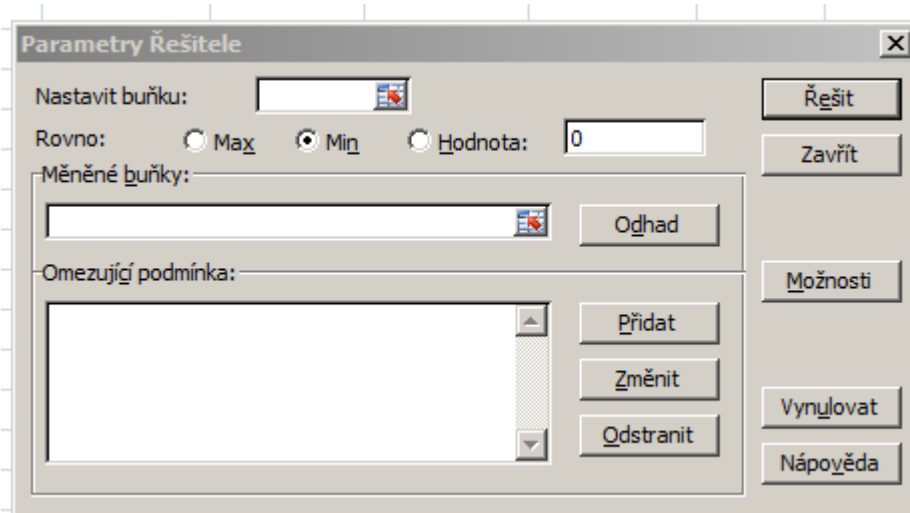 Parametry Řešitele
Nastavit buňku:
Řešit
Rovno: Max Min Hodnota: 0
Zavřít
Měněné buňky:
Odhad
Omezující podmínka:
Možnosti
Přidat
Změnit
Vynulovat
Odstranit
Nápověda